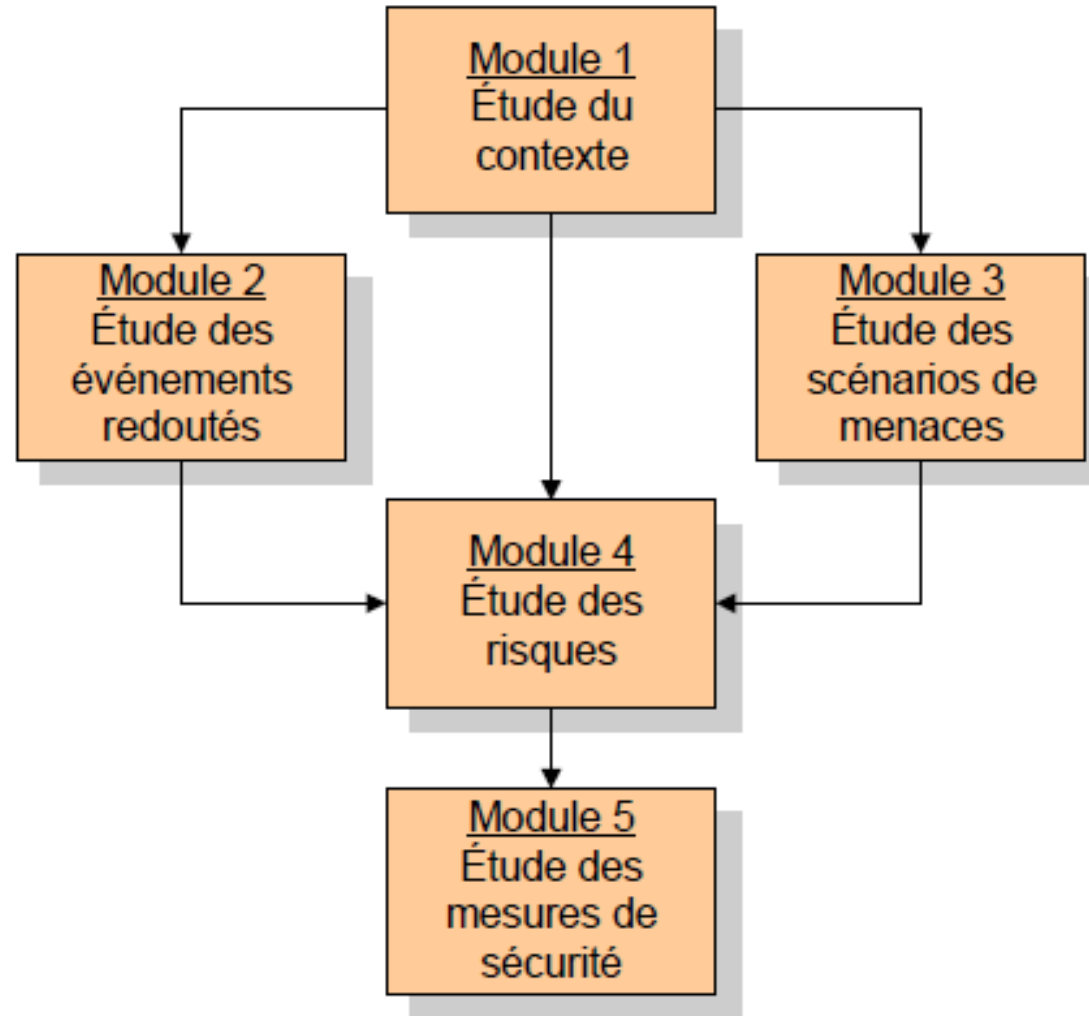 Module 1
Étude du
contexte
Module 2
Étude des
événements
redoutés
Module 3
Étude des
scénarios de
menaces
Module 4
Étude des
risques
Module 5
Étude des
mesures de
sécurité